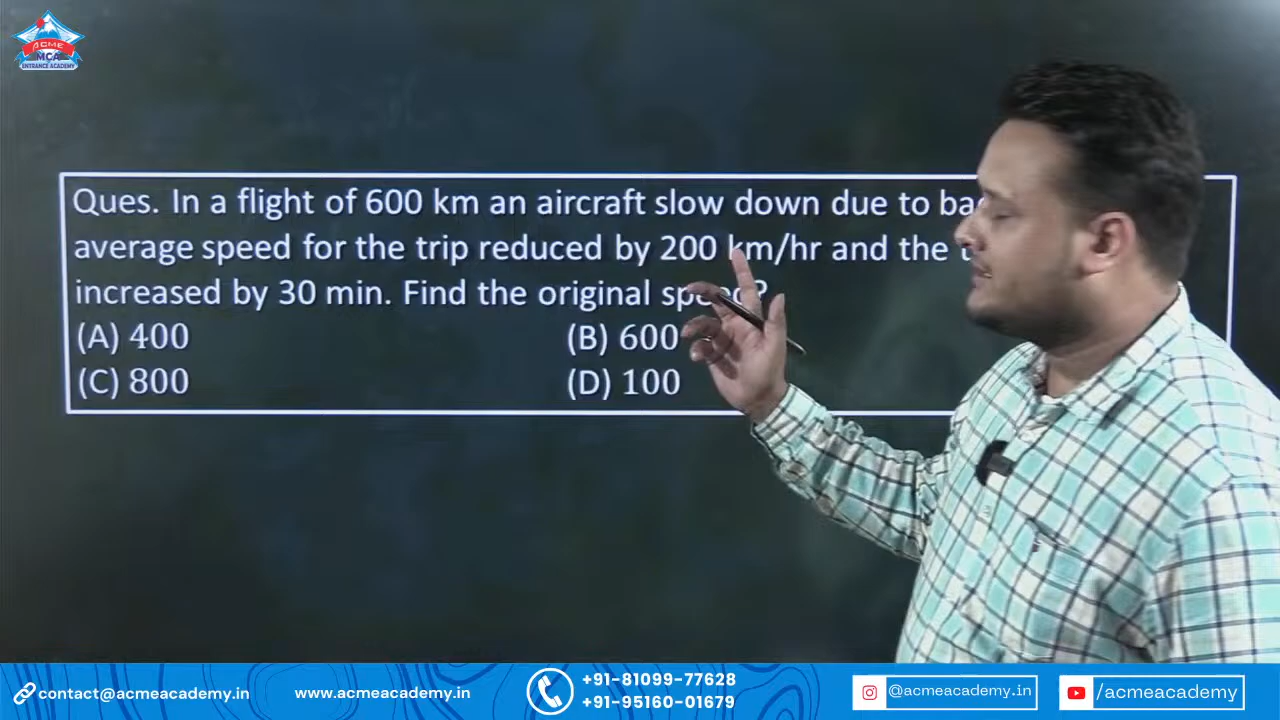 ACME
MCA
ENTRANCE ACADEMY
Ques. In a flight of 600 km an aircraft slow down due to
average speed for the trip reduced by 200 km/hr and the
increased by 30 min. Find the original speed?
(A) 400
(B) 600
(C) 800
(D) 100
contact@acmeacademy.in
www.acmeacademy.in
+91-81099-77628
+91-95160-01679
@acmeacademy.in
/acmeacademy